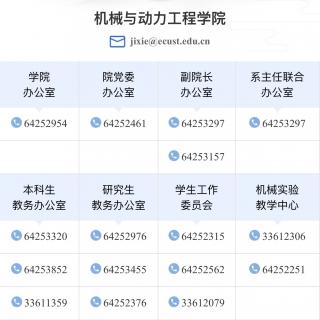 机械与动力工程学院
jixie@ecust.edu.cn
学院 院党委 副院长 系主任联合
办公室 办公室 办公室 办公室
64252954 64252461 64253297 64253297
64253157
本科生 研究生 学生工作 机械实验
教务办公室 教务办公室 委员会 教学中心
64253320 64252976 64252315 33612306
64253852 64253455 64252562 64252251
33611359 64252376 33612079